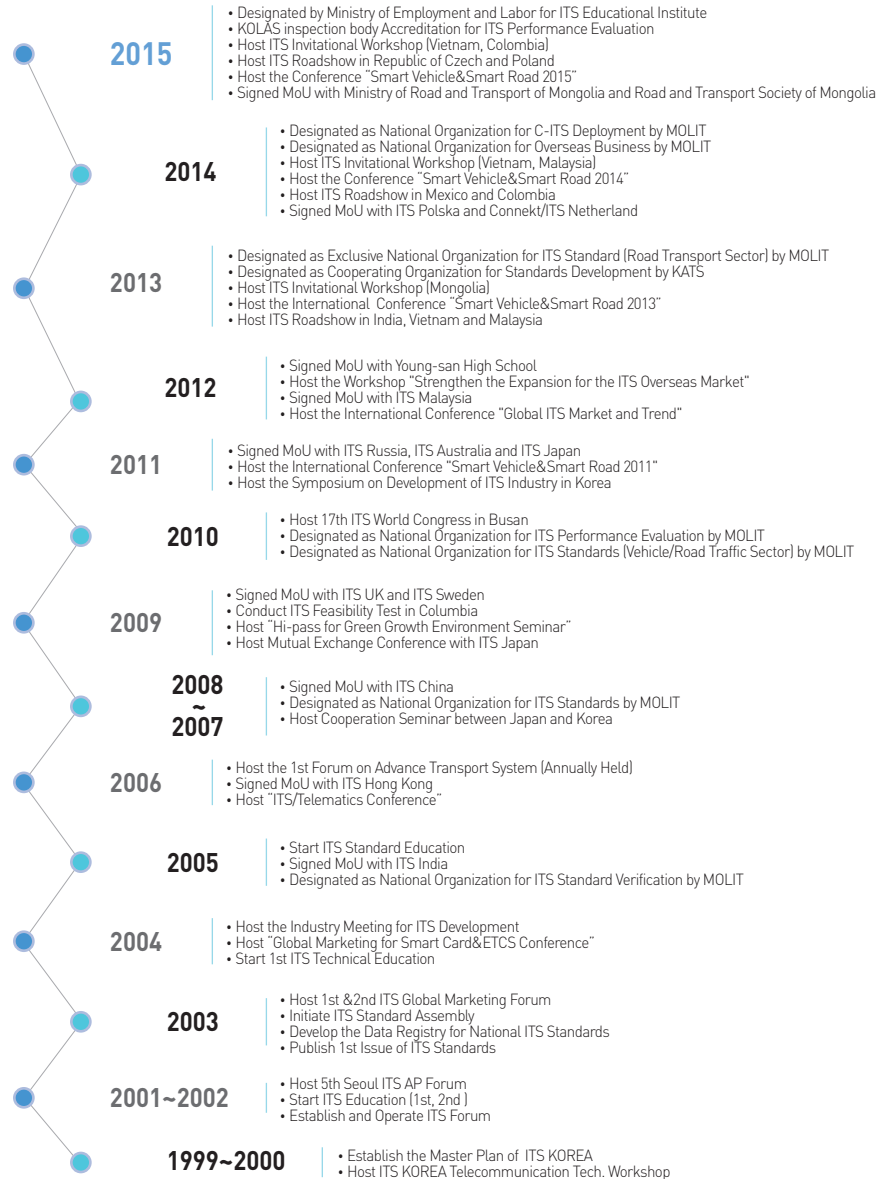 2015
• Designated by Ministry of Employment and Labor for ITS Educational Institute
• KOLAS inspection body Accreditation for ITS Performance Evaluation
• Host ITS Invitational Workshop (Vietnam, Colombia)
• Host ITS Roadshow in Republic of Czech and Poland
• Host the Conference "Smart Vehicle&Smart Road 2015"
• Signed MoU with Ministry of Road and Transport of Mongolia and Road and Transport Society of Mongolia
2014
• Designated as National Organization for C-ITS Deployment by MOLIT
• Designated as National Organization for Overseas Business by MOLIT
• Host ITS Invitational Workshop (Vietnam, Malaysia)
• Host the Conference "Smart Vehicle&Smart Road 2014"
• Host ITS Roadshow in Mexico and Colombia
• Signed MoU with ITS Polska and Connekt/ITS Netherland
2013
• Designated as Exclusive National Organization for ITS Standard (Road Transport Sector) by MOLIT
• Designated as Cooperating Organization for Standards Development by KATS
• Host ITS Invitational Workshop (Mongolia)
• Host the International Conference "Smart Vehicle&Smart Road 2013"
• Host ITS Roadshow in India, Vietnam and Malaysia
2012
• Signed MoU with Young-san High School
• Host the Workshop "Strengthen the Expansion for the ITS Overseas Market"
• Signed MoU with ITS Malaysia
• Host the International Conference "Global ITS Market and Trend"
2011
• Signed MoU with ITS Russia, ITS Australia and ITS Japan
• Host the International Conference "Smart Vehicle&Smart Road 2011"
• Host the Symposium on Development of ITS Industry in Korea
2010
• Host 17th ITS World Congress in Busan
• Designated as National Organization for ITS Performance Evaluation by MOLIT
• Designated as National Organization for ITS Standards (Vehicle/Road Traffic Sector) by MOLIT
2009
• Signed MoU with ITS UK and ITS Sweden
• Conduct ITS Feasibility Test in Columbia
• Host "Hi-pass for Green Growth Environment Seminar"
• Host Mutual Exchange Conference with ITS Japan
2008
~
2007
• Signed MoU with ITS China
• Designated as National Organization for ITS Standards by MOLIT
• Host Cooperation Seminar between Japan and Korea
2006
• Host the 1st Forum on Advance Transport System (Annually Held)
• Signed MoU with ITS Hong Kong
• Host "ITS/Telematics Conference"
2005
• Start ITS Standard Education
• Signed MoU with ITS India
• Designated as National Organization for ITS Standard Verification by MOLIT
2004
• Host the Industry Meeting for ITS Development
• Host "Global Marketing for Smart Card&ETCS Conference"
• Start 1st ITS Technical Education
2003
• Host 1st &2nd ITS Global Marketing Forum
• Initiate ITS Standard Assembly
• Develop the Data Registry for National ITS Standards
• Publish 1st Issue of ITS Standards
2001~2002
• Host 5th Seoul ITS AP Forum
• Start ITS Education (1st, 2nd )
• Establish and Operate ITS Forum
1999~2000
• Establish the Master Plan of ITS KOREA
• Host ITS KOREA Telecommunication Tech. Workshop